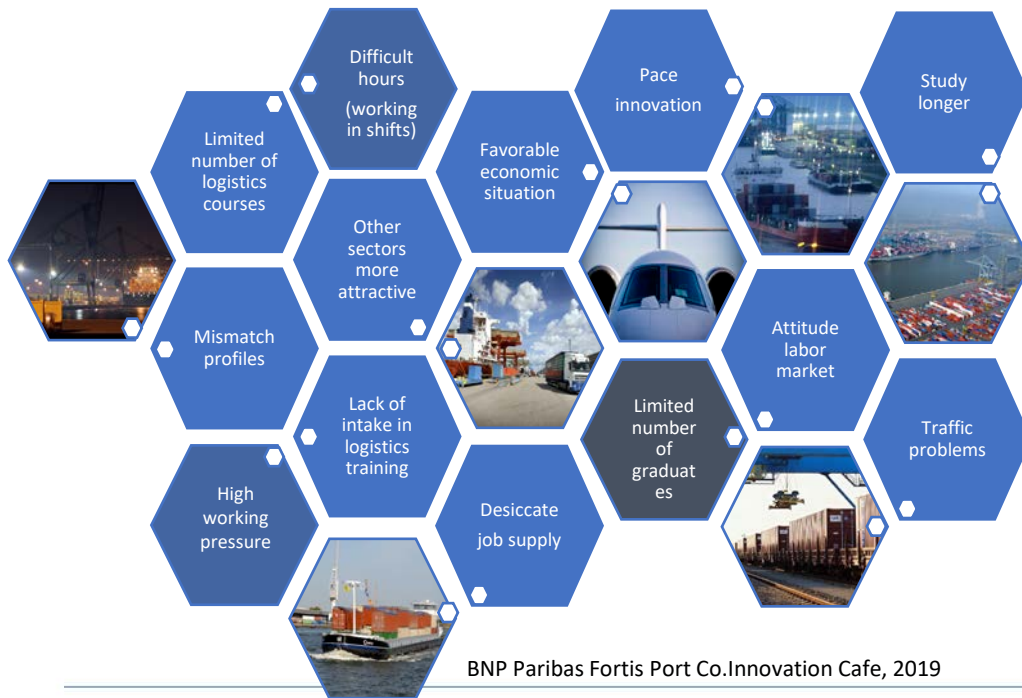 Difficult
hours
(working
in shifts)
Pace
innovation
Study
longer
Limited
number of
logistics
courses
Favorable
economic
situation
Other
sectors
more
attractive
Mismatch
profiles
Attitude
labor
market
Lack of
intake in
logistics
training
Limited
number
of
graduat
es
Traffic
problems
High
working
pressure
Desiccate
job supply
BNP Paribas Fortis Port Co.Innovation Cafe, 2019